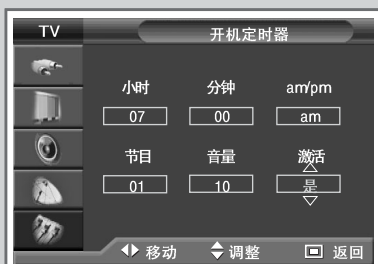 TV 开机定时器
小时 分钟 am/pm
07 00 am
节目 音量 激活
01 10 是
移动 调整 返回